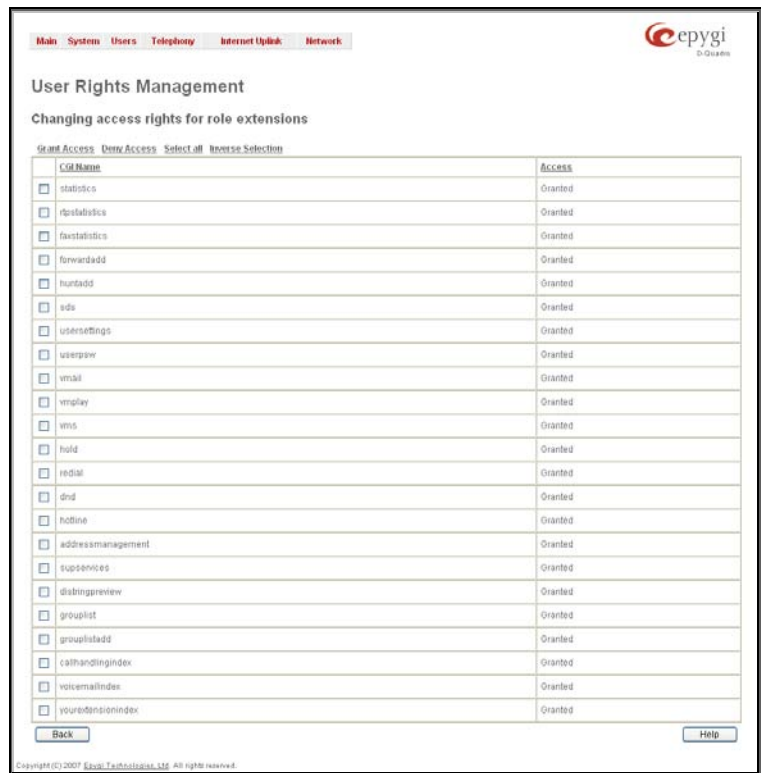 Main System Users Telephony Internet Uplink Network
epygi
D-Quadro
User Rights Management
Changing access rights for role extensions
Grant Access Deny Access Select all Inverse Selection
CGI Name Access
statistics Granted
rtpstatistics Granted
faxstatistics Granted
forwardadd Granted
huntadd Granted
sds Granted
usersettings Granted
userpsw Granted
vmail Granted
vmplay Granted
vms Granted
hold Granted
redial Granted
dnd Granted
hotline Granted
addressmanagement Granted
supservices Granted
distringpreview Granted
grouplist Granted
grouplistadd Granted
callhandlingindex Granted
voicemailindex Granted
yourextensionindex Granted
Back Help
Copyright (C) 2007 Epygi Technologies, Ltd. All rights reserved.